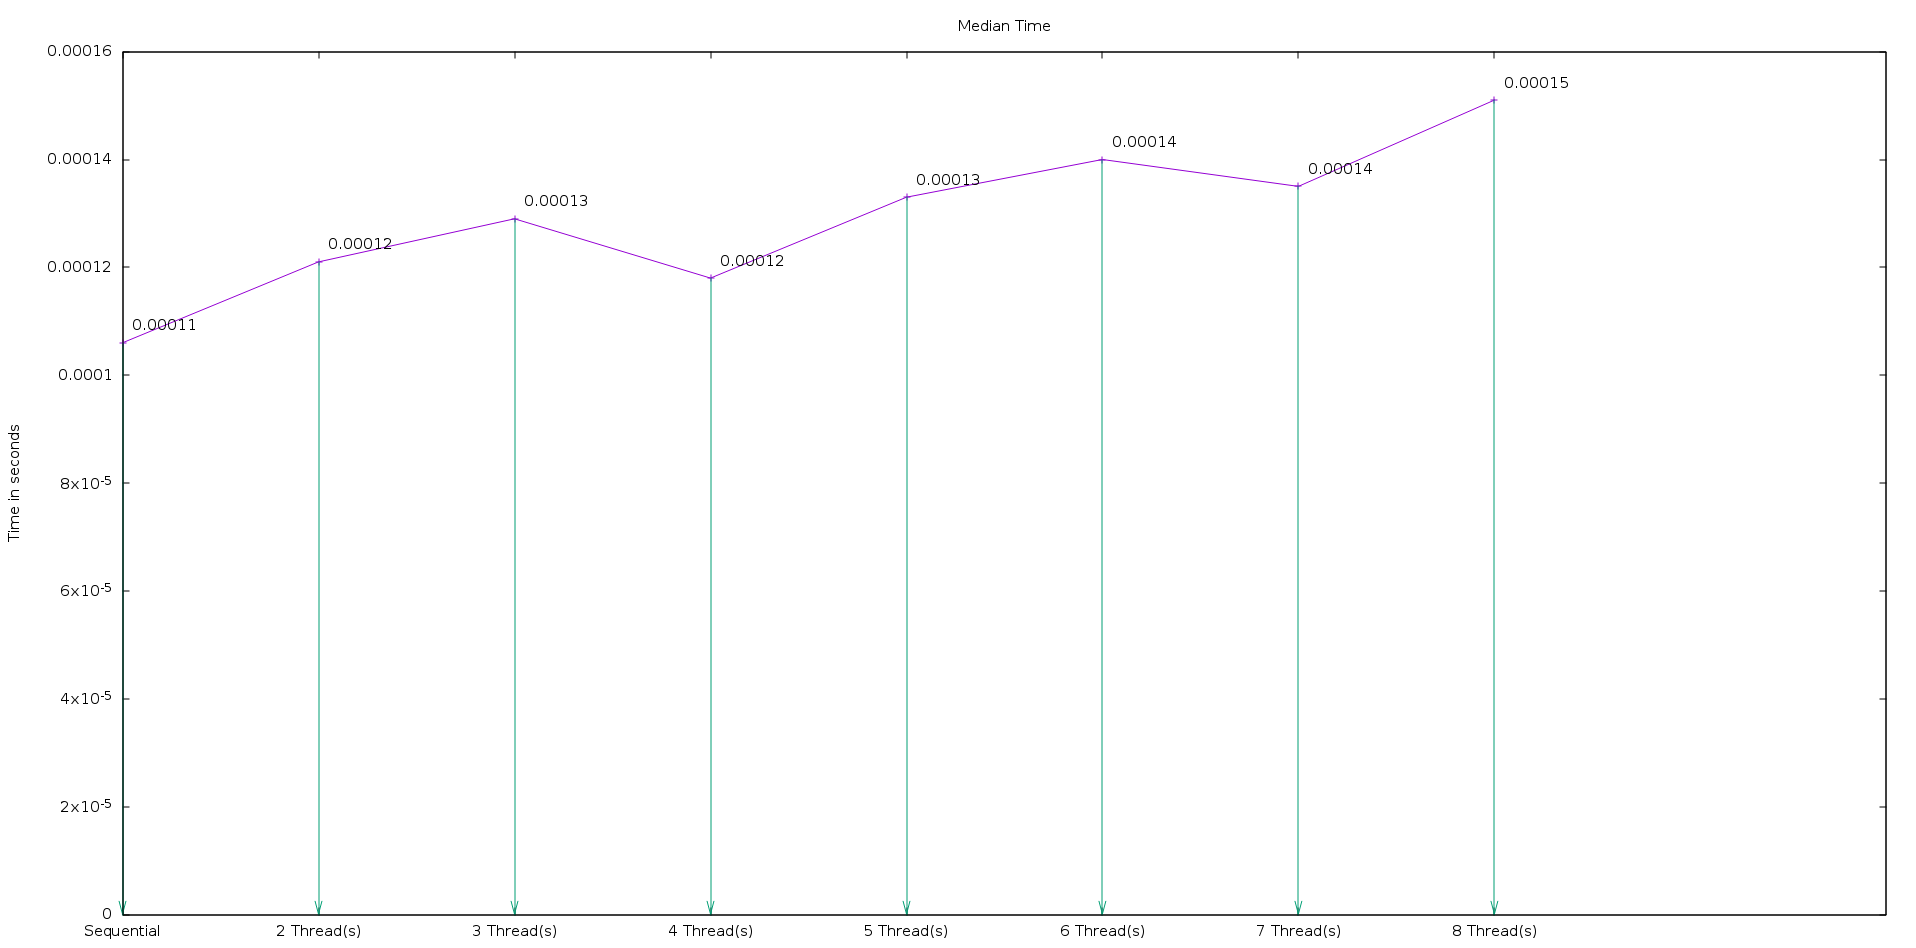 Median Time
0.00016
0.00014
0.00012
0.0001
8x10⁻⁵
6x10⁻⁵
4x10⁻⁵
2x10⁻⁵
0
Time in seconds
0.00011
0.00012
0.00013
0.00012
0.00013
0.00014
0.00014
0.00015
Sequential
2 Thread(s)
3 Thread(s)
4 Thread(s)
5 Thread(s)
6 Thread(s)
7 Thread(s)
8 Thread(s)